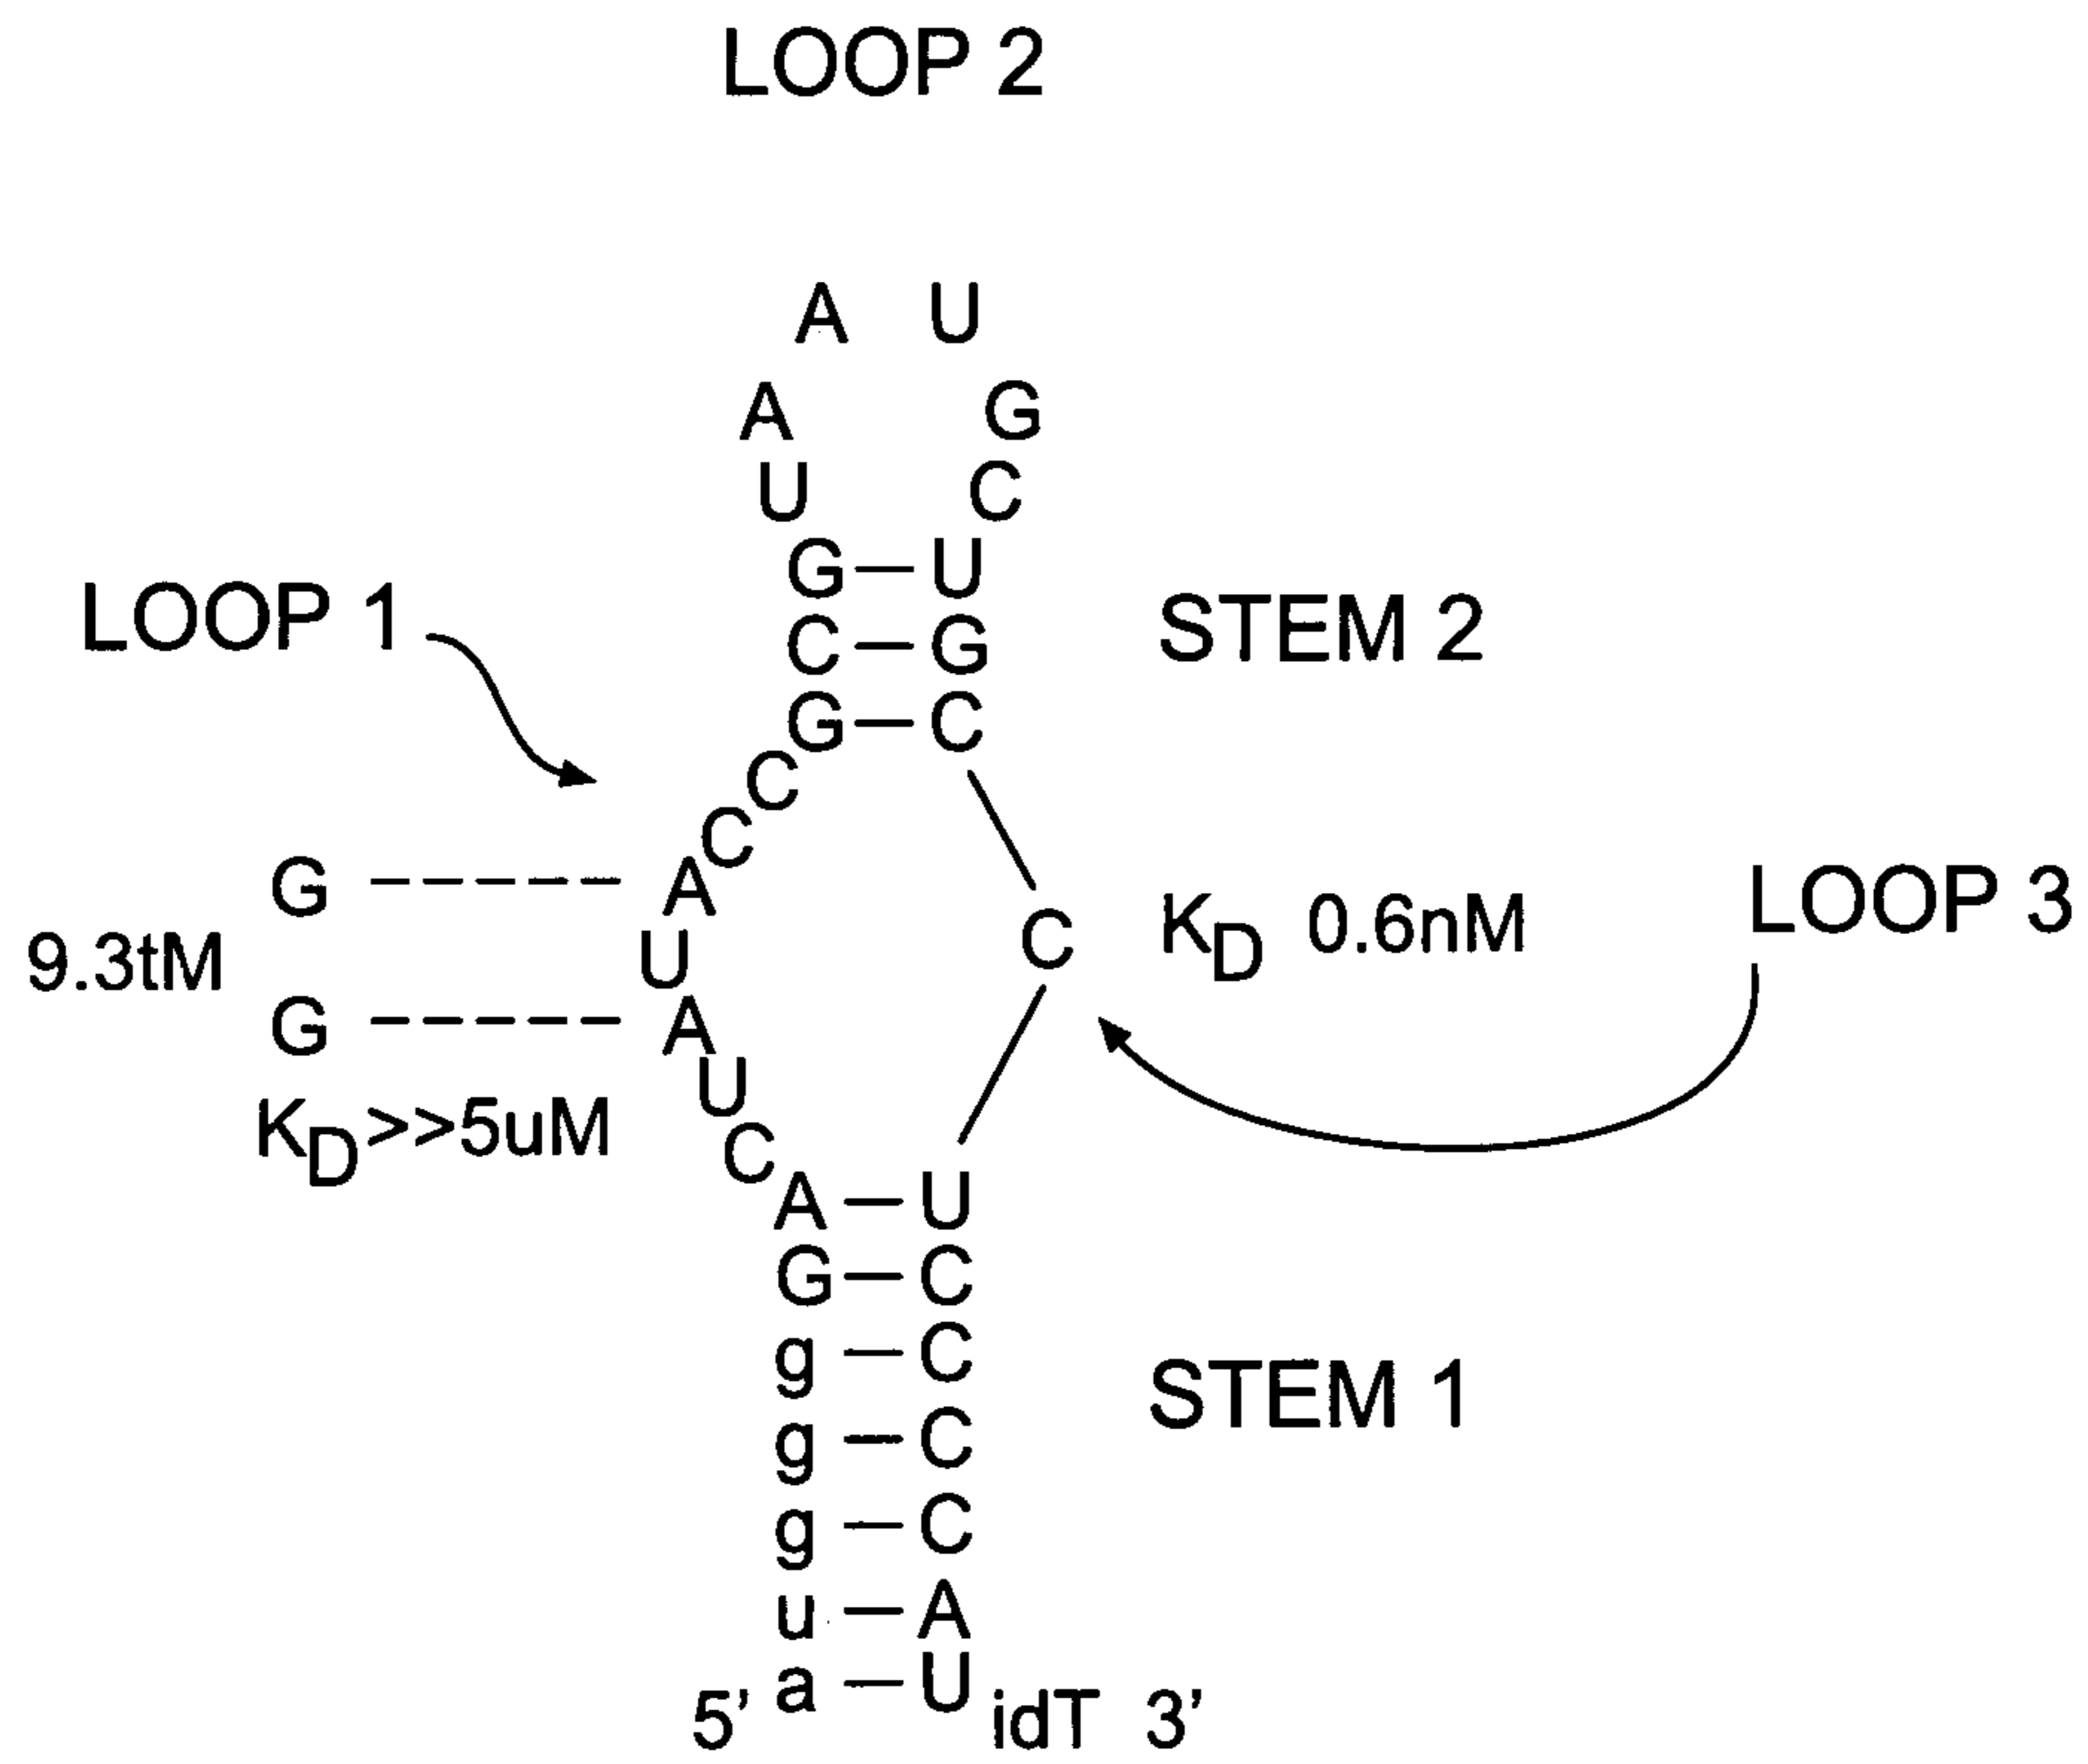 LOOP 2
A U
A G
U C
G — U
LOOP 1
C — G
STEM 2
G — C
C
C
G ----- A
LOOP 3
C
K_D 0.6nM
9.3tM
U
G ----- A
U
K_D>>5uM
C
A — U
G — C
g — C
STEM 1
g — C
g — C
u — A
5' a — U idT 3'